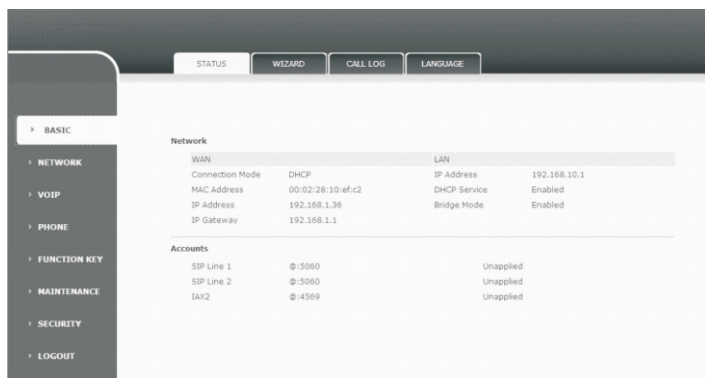 STATUS WIZARD CALL LOG LANGUAGE
› BASIC
› NETWORK
› VOIP
› PHONE
› FUNCTION KEY
› MAINTENANCE
› SECURITY
› LOGOUT
Network
WAN LAN
Connection Mode DHCP IP Address 192.168.10.1
MAC Address 00:02:28:10:ef:c2 DHCP Service Enabled
IP Address 192.168.1.36 Bridge Mode Enabled
IP Gateway 192.168.1.1
Accounts
SIP Line 1 @:5060 Unapplied
SIP Line 2 @:5060 Unapplied
IAX2 @:4569 Unapplied